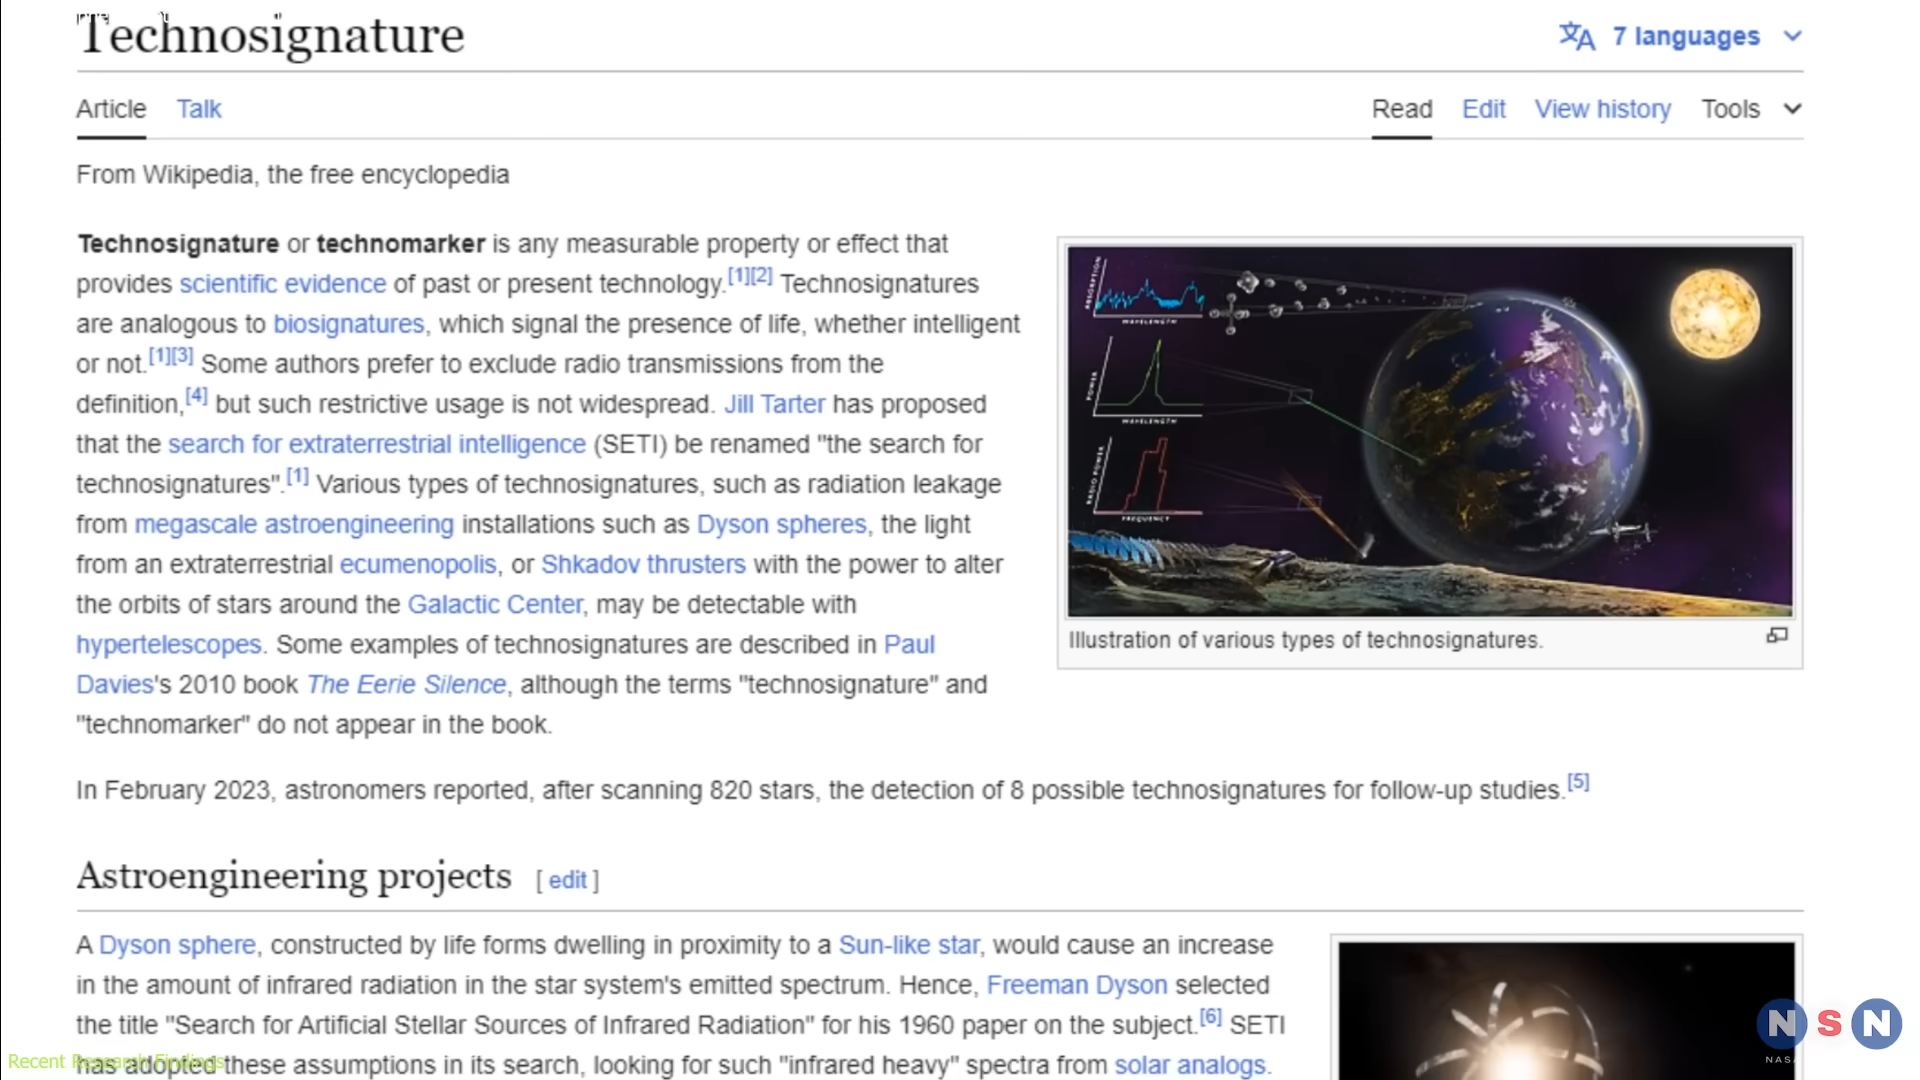 Technosignature
7 languages
Article Talk
Read Edit View history Tools
From Wikipedia, the free encyclopedia
Technosignature or technomarker is any measurable property or effect that
provides scientific evidence of past or present technology.[1][2] Technosignatures
are analogous to biosignatures, which signal the presence of life, whether intelligent
or not.[1][3] Some authors prefer to exclude radio transmissions from the
definition,[4] but such restrictive usage is not widespread. Jill Tarter has proposed
that the search for extraterrestrial intelligence (SETI) be renamed "the search for
technosignatures".[1] Various types of technosignatures, such as radiation leakage
from megascale astroengineering installations such as Dyson spheres, the light
from an extraterrestrial ecumenopolis, or Shkadov thrusters with the power to alter
the orbits of stars around the Galactic Center, may be detectable with
hypertelescopes. Some examples of technosignatures are described in Paul
Davies's 2010 book The Eerie Silence, although the terms "technosignature" and
"technomarker" do not appear in the book.
ABSORPTION
WAVELENGTH
POWER
WAVELENGTH
RADIO POWER
FREQUENCY
Illustration of various types of technosignatures.
In February 2023, astronomers reported, after scanning 820 stars, the detection of 8 possible technosignatures for follow-up studies.[5]
Astroengineering projects [ edit ]
A Dyson sphere, constructed by life forms dwelling in proximity to a Sun-like star, would cause an increase
in the amount of infrared radiation in the star system's emitted spectrum. Hence, Freeman Dyson selected
the title "Search for Artificial Stellar Sources of Infrared Radiation" for his 1960 paper on the subject.[6] SETI
has adopted these assumptions in its search, looking for such "infrared heavy" spectra from solar analogs.
Recent Research Findings
N S N
NASA